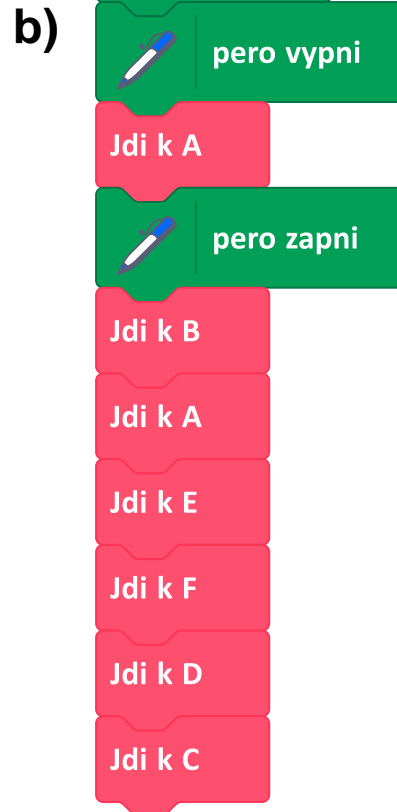 b)
pero vypni
Jdi k A
pero zapni
Jdi k B
Jdi k A
Jdi k E
Jdi k F
Jdi k D
Jdi k C